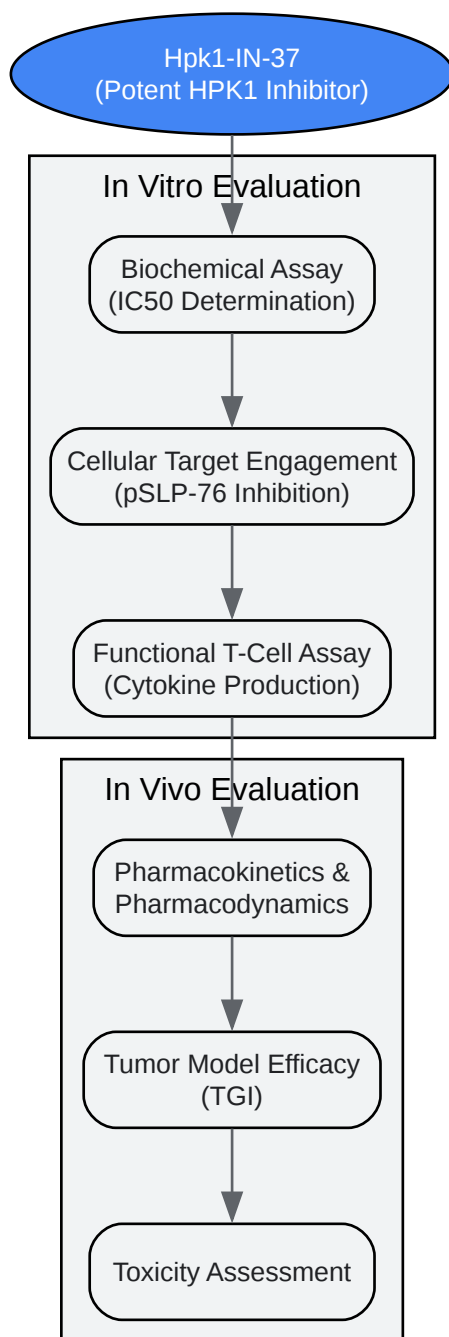 Hpk1-IN-37
(Potent HPK1 Inhibitor)
In Vitro Evaluation
Biochemical Assay
(IC50 Determination)
Cellular Target Engagement
(pSLP-76 Inhibition)
Functional T-Cell Assay
(Cytokine Production)
In Vivo Evaluation
Pharmacokinetics &
Pharmacodynamics
Tumor Model Efficacy
(TGI)
Toxicity Assessment